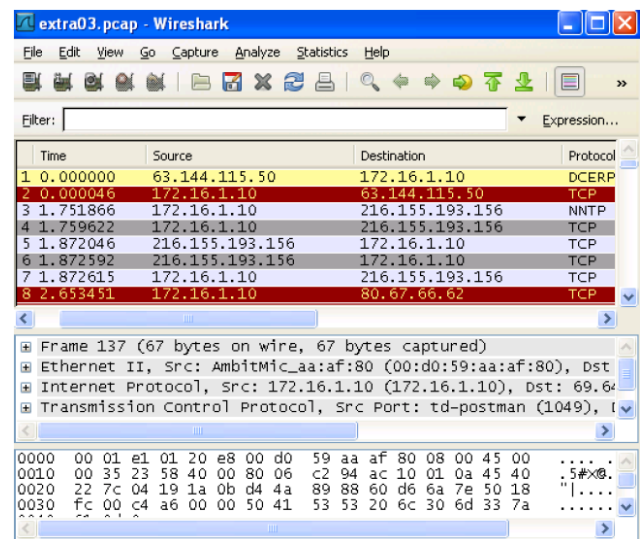 extra03.pcap - Wireshark
File Edit View Go Capture Analyze Statistics Help
»
Filter: Expression...
Time Source Destination Protocol
1 0.000000 63.144.115.50 172.16.1.10 DCERP
2 0.000046 172.16.1.10 63.144.115.50 TCP
3 1.751866 172.16.1.10 216.155.193.156 NNTP
4 1.759622 172.16.1.10 216.155.193.156 TCP
5 1.872046 216.155.193.156 172.16.1.10 TCP
6 1.872592 216.155.193.156 172.16.1.10 TCP
7 1.872615 172.16.1.10 216.155.193.156 TCP
8 2.653451 172.16.1.10 80.67.66.62 TCP
Frame 137 (67 bytes on wire, 67 bytes captured)
Ethernet II, Src: AmbitMic_aa:af:80 (00:d0:59:aa:af:80), Dst
Internet Protocol, Src: 172.16.1.10 (172.16.1.10), Dst: 69.64
Transmission Control Protocol, Src Port: td-postman (1049),
0000 00 01 e1 01 20 e8 00 d0 59 aa af 80 08 00 45 00 .... ..
0010 00 35 23 58 40 00 80 06 c2 94 ac 10 01 0a 45 40 .5#X@.
0020 22 7c 04 19 1a 0b d4 4a 89 88 60 d6 6a 7e 50 18 "|....
0030 fc 00 c4 a6 00 00 50 41 53 53 20 6c 30 6d 33 7a ......